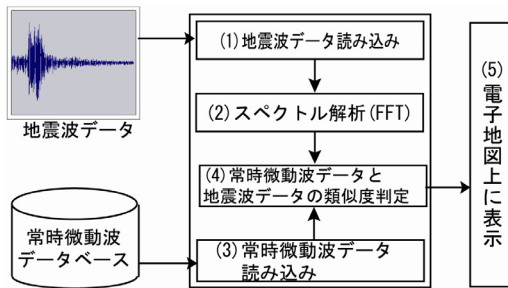 地震波データ
(1)地震波データ読み込み
(2)スペクトル解析(FFT)
(4)常時微動波データと
地震波データの類似度判定
常時微動波
データベース
(3)常時微動波データ
読み込み
(5)電子地図上に表示